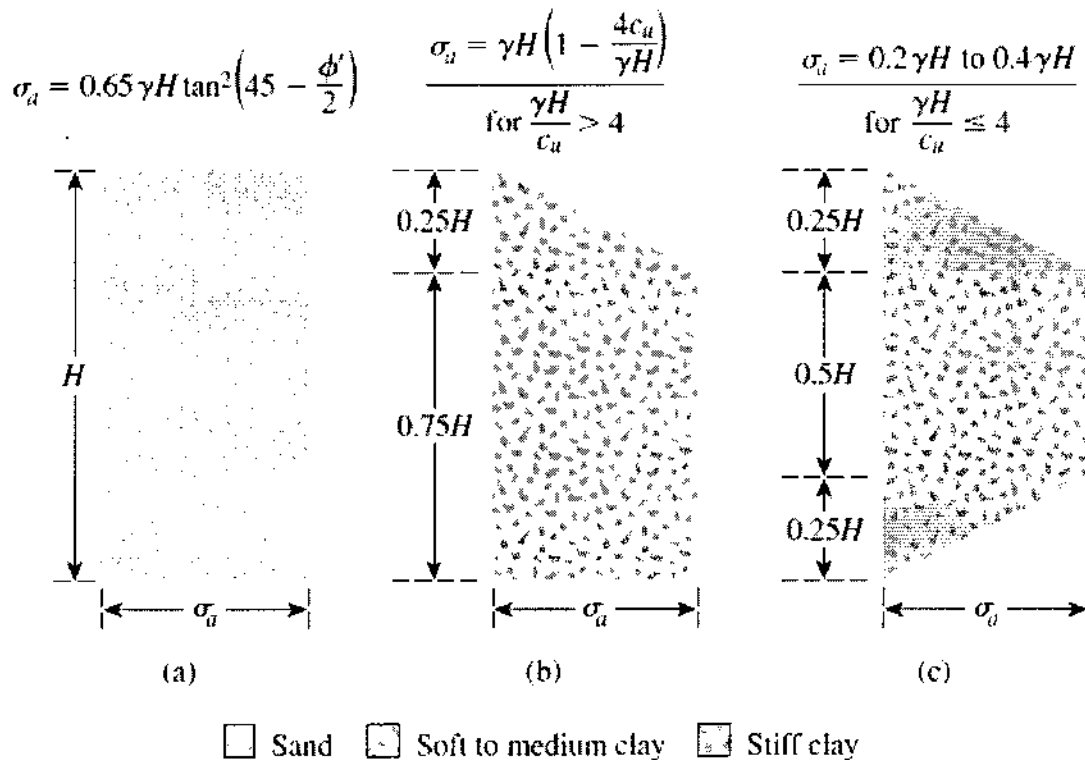 σₐ = 0.65 γH tan²(45 − ϕ′/2)
σₐ = γH(1 − 4cᵤ/γH)
for γH/cᵤ > 4
σₐ = 0.2 γH to 0.4 γH
for γH/cᵤ ≤ 4
H
0.25H
0.75H
0.25H
0.5H
0.25H
σₐ
σₐ
σₐ
(a)
(b)
(c)
Sand
Soft to medium clay
Stiff clay